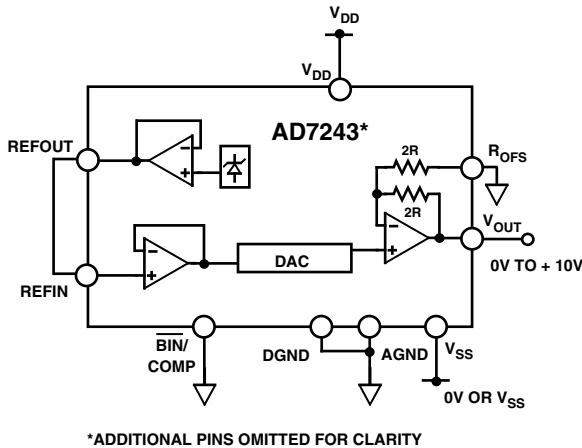 VDD
VDD
AD7243*
REFOUT
2R
ROFS
2R
VOUT
0V TO + 10V
DAC
REFIN
BIN/
COMP
DGND
AGND
VSS
0V OR VSS
*ADDITIONAL PINS OMITTED FOR CLARITY